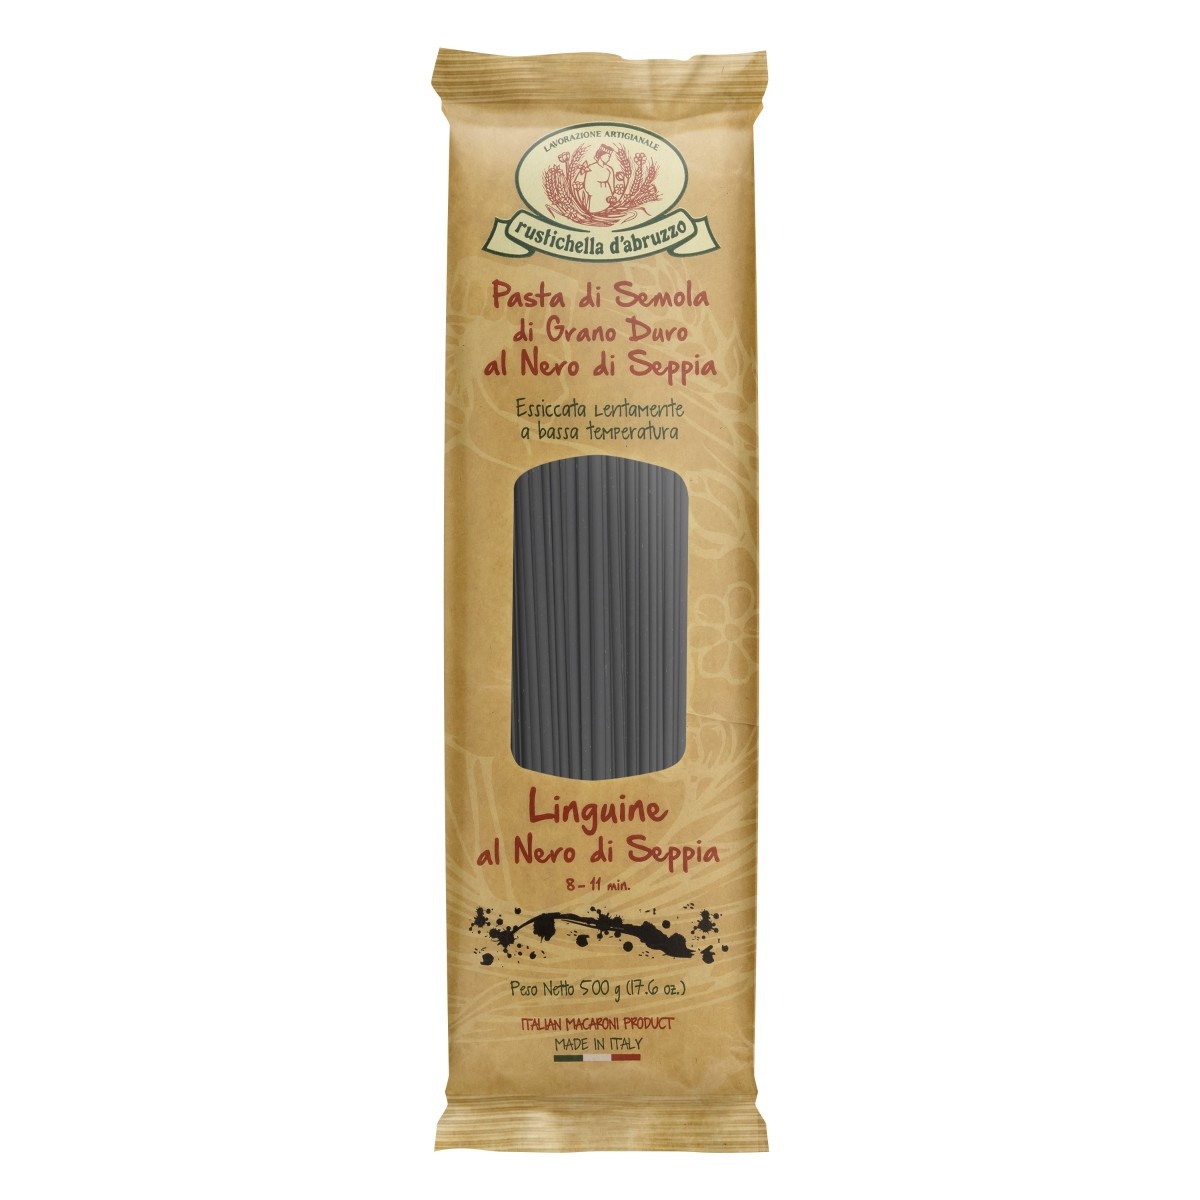 LAVORAZIONE ARTIGIANALE
rustichella d'abruzzo
Pasta di Semola
di Grano Duro
al Nero di Seppia
Essiccata lentamente
a bassa temperatura
Linguine
al Nero di Seppia
8-11 min.
Peso Netto 500 g (17.6 oz.)
ITALIAN MACARONI PRODUCT
MADE IN ITALY